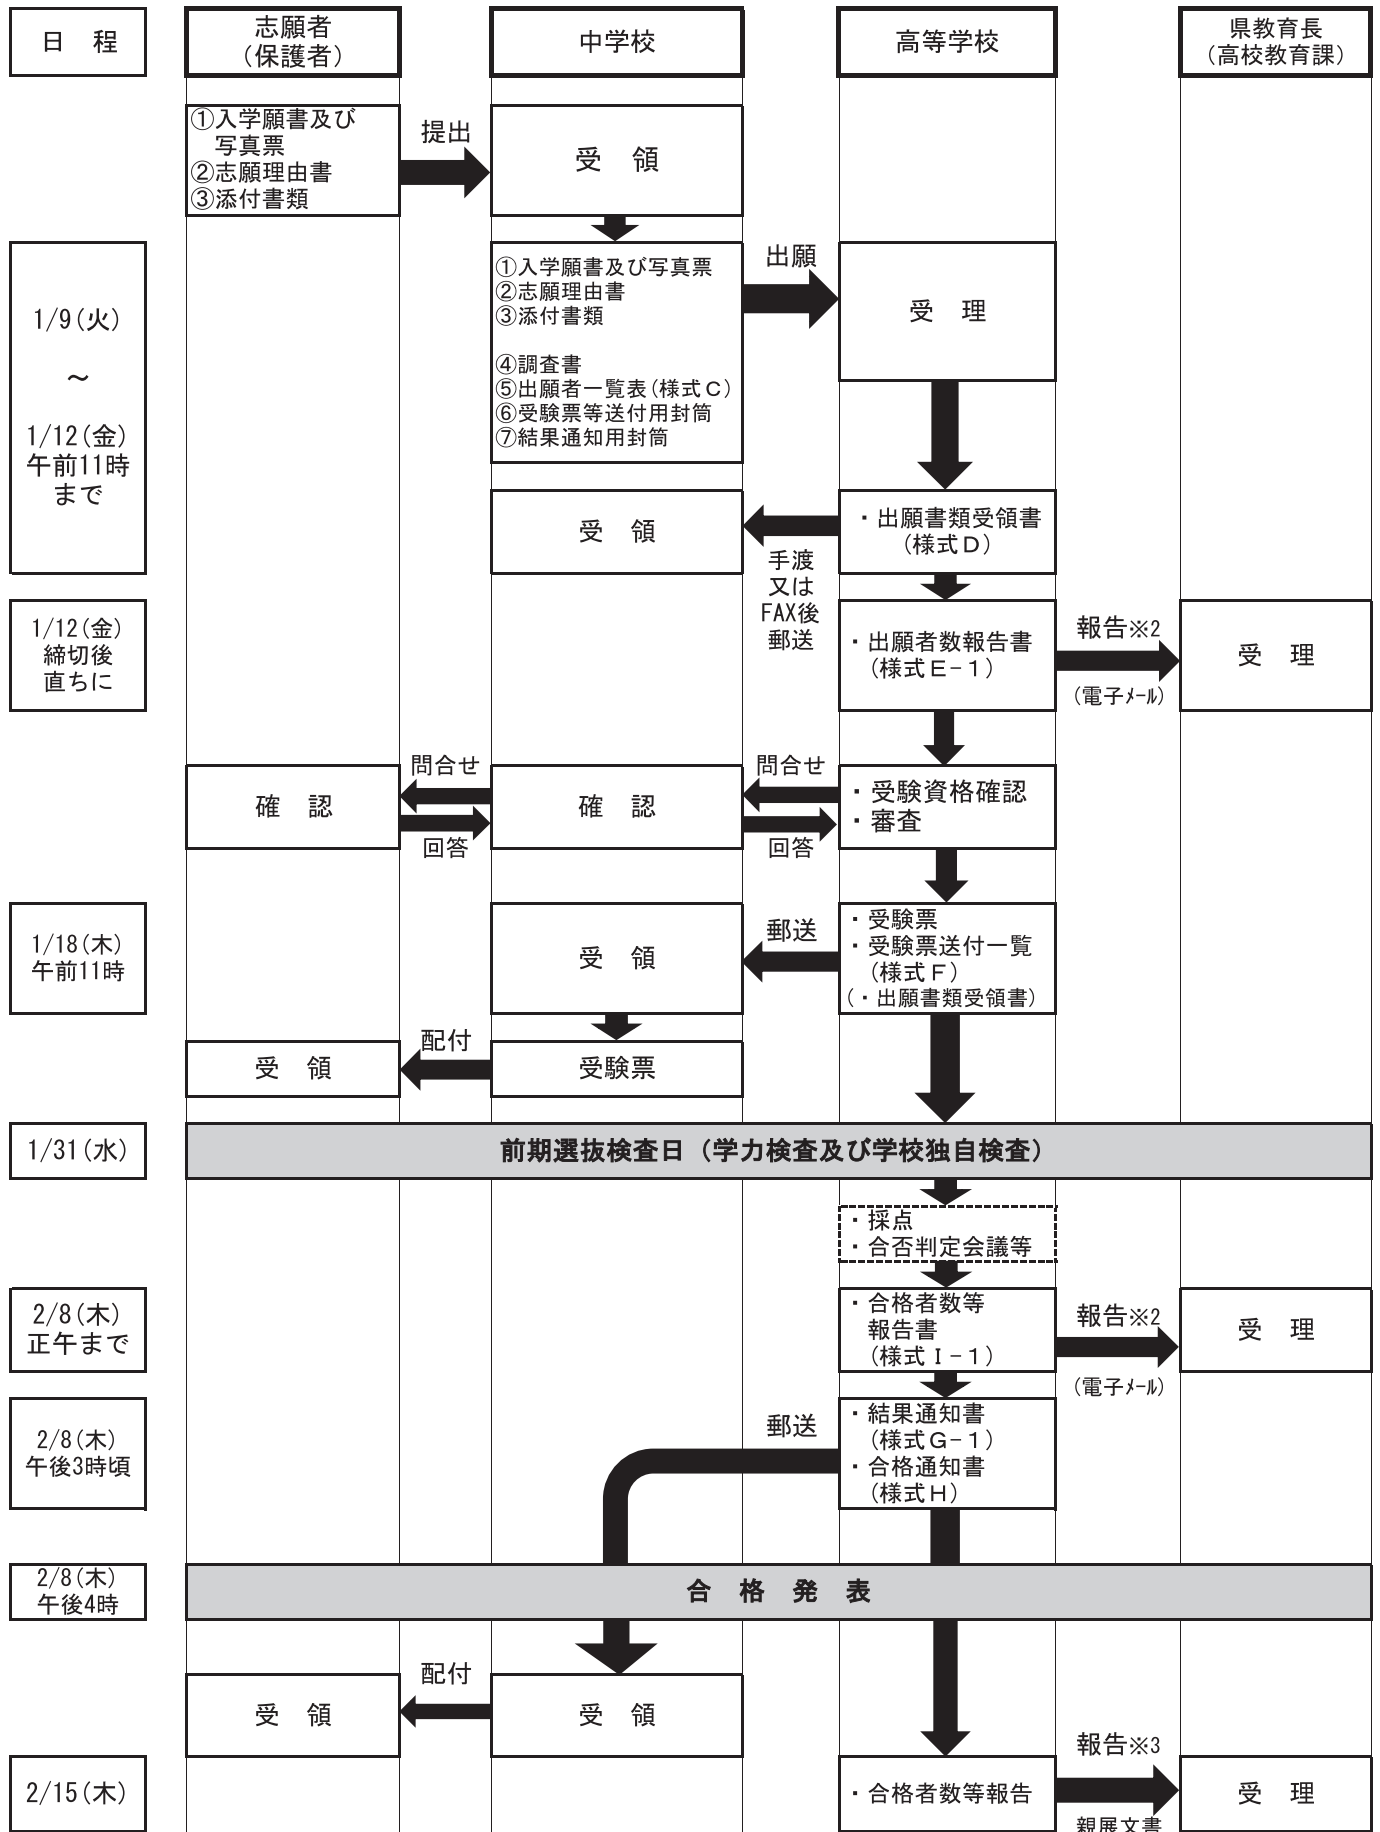 日　程
志願者
（保護者）
中学校
高等学校
県教育長
（高校教育課）
①入学願書及び
写真票
②志願理由書
③添付書類
提出
受　領
1/9(火)
～
1/12(金)
午前11時
まで
①入学願書及び写真票
②志願理由書
③添付書類
④調査書
⑤出願者一覧表(様式Ｃ)
⑥受験票等送付用封筒
⑦結果通知用封筒
出願
受　理
受　領
手渡
又は
FAX後
郵送
・出願書類受領書
(様式Ｄ)
1/12(金)
締切後
直ちに
・出願者数報告書
(様式Ｅ−１)
報告※2
(電子ﾒｰﾙ)
受　理
確　認
問合せ
回答
確　認
問合せ
回答
・受験資格確認
・審査
1/18(木)
午前11時
受　領
郵送
・受験票
・受験票送付一覧
(様式Ｆ)
(・出願書類受領書)
受　領
配付
受験票
1/31(水)
前期選抜検査日（学力検査及び学校独自検査）
・採点
・合否判定会議等
2/8(木)
正午まで
・合格者数等
報告書
(様式Ｉ−１)
報告※2
(電子ﾒｰﾙ)
受　理
2/8(木)
午後3時頃
郵送
・結果通知書
(様式Ｇ−１)
・合格通知書
(様式Ｈ)
2/8(木)
午後4時
合　格　発　表
受　領
配付
受　領
2/15(木)
・合格者数等報告
報告※3
親展文書
受　理